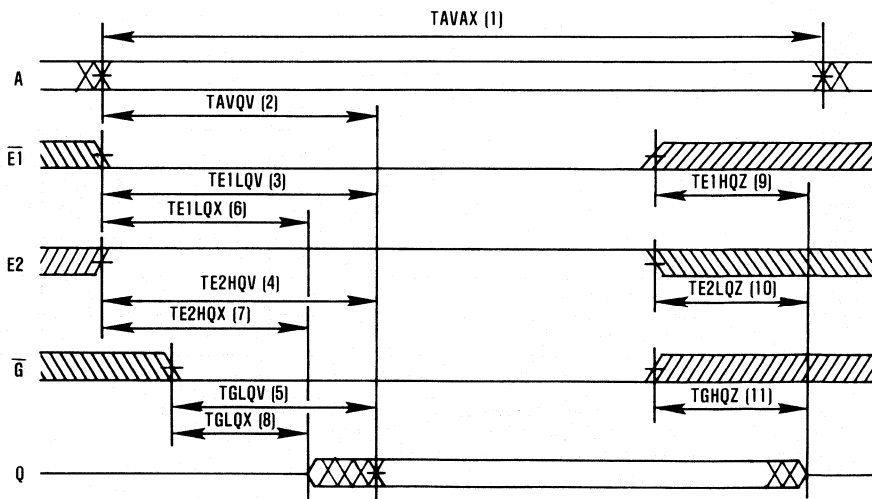 TAVAX (1)
A
TAVQV (2)
E1
TE1LQV (3)
TE1HQZ (9)
TE1LQX (6)
E2
TE2HQV (4)
TE2LQZ (10)
TE2HQX (7)
G
TGLQV (5)
TGHQZ (11)
TGLQX (8)
Q